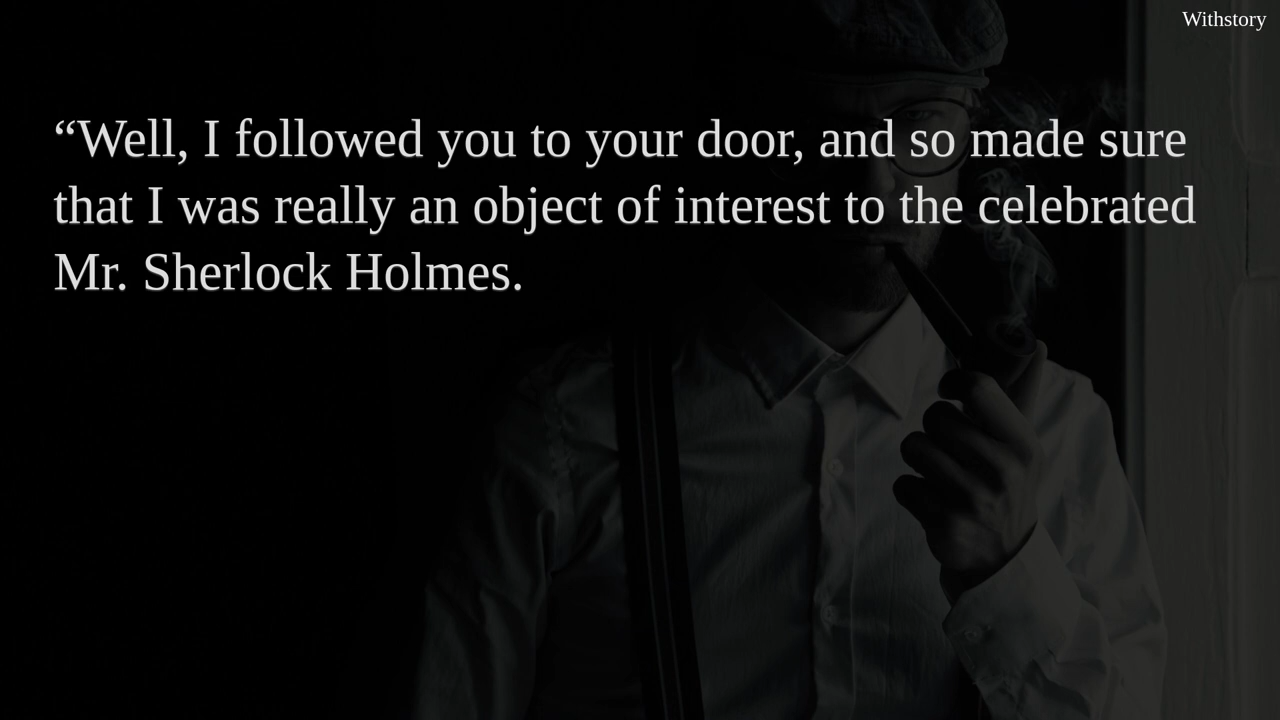 Withstory
“Well, I followed you to your door, and so made sure
that I was really an object of interest to the celebrated
Mr. Sherlock Holmes.